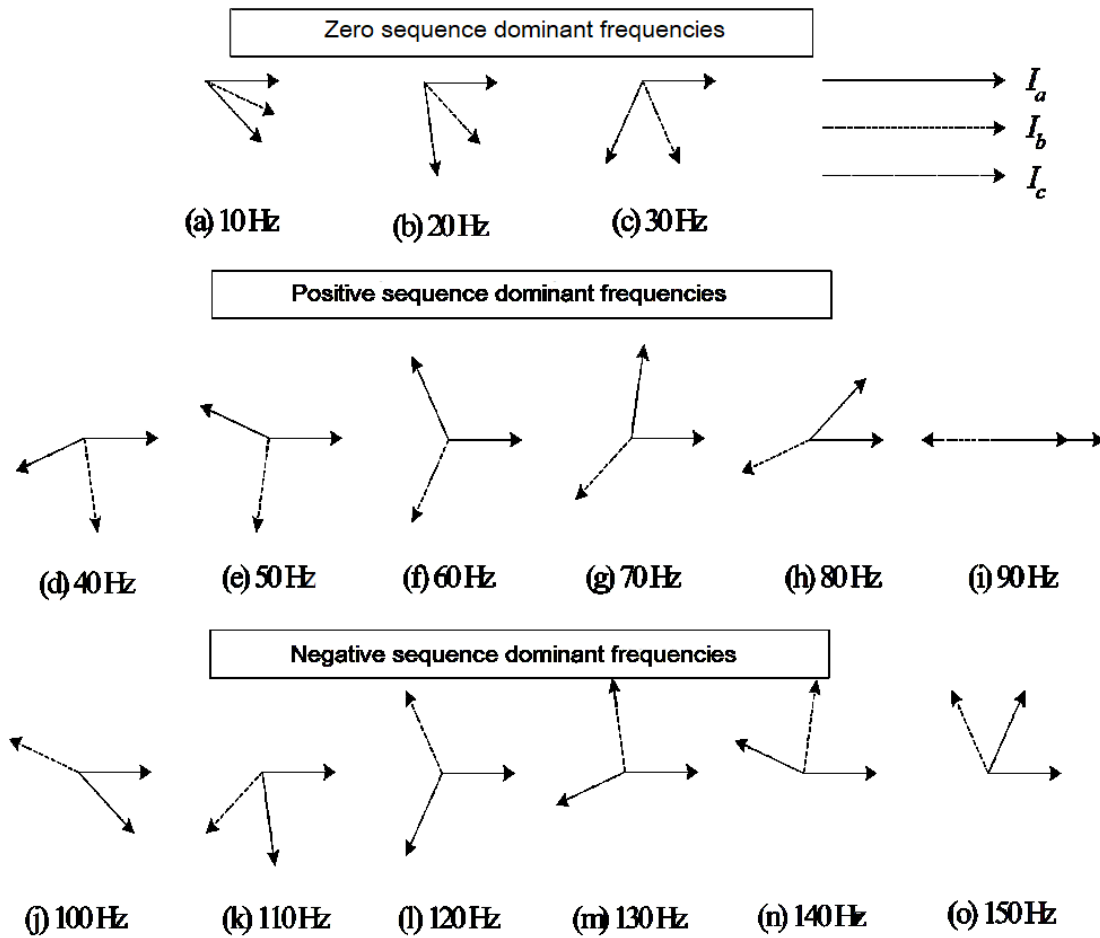 Zero sequence dominant frequencies
I_a
I_b
I_c
(a) 10 Hz (b) 20 Hz (c) 30 Hz
Positive sequence dominant frequencies
(d) 40 Hz (e) 50 Hz (f) 60 Hz (g) 70 Hz (h) 80 Hz (i) 90 Hz
Negative sequence dominant frequencies
(j) 100 Hz (k) 110 Hz (l) 120 Hz (m) 130 Hz (n) 140 Hz (o) 150 Hz